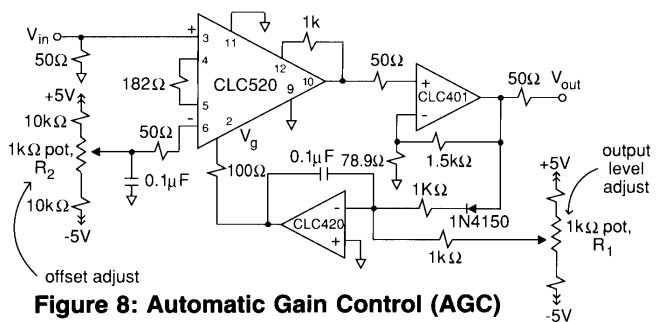 1k
Vin
+
3
11
12
50Ω
4
182Ω
CLC520
10
50Ω
+
CLC401
-
50Ω
Vout
5
9
+5V
-
6
2
Vg
10kΩ
50Ω
1kΩ pot,
R2
0.1μF
10kΩ
-5V
100Ω
0.1μF
78.9Ω
1.5kΩ
1KΩ
1N4150
-
CLC420
+
1kΩ
output
level
adjust
+5V
1kΩ pot,
R1
-5V
offset adjust
Figure 8: Automatic Gain Control (AGC)